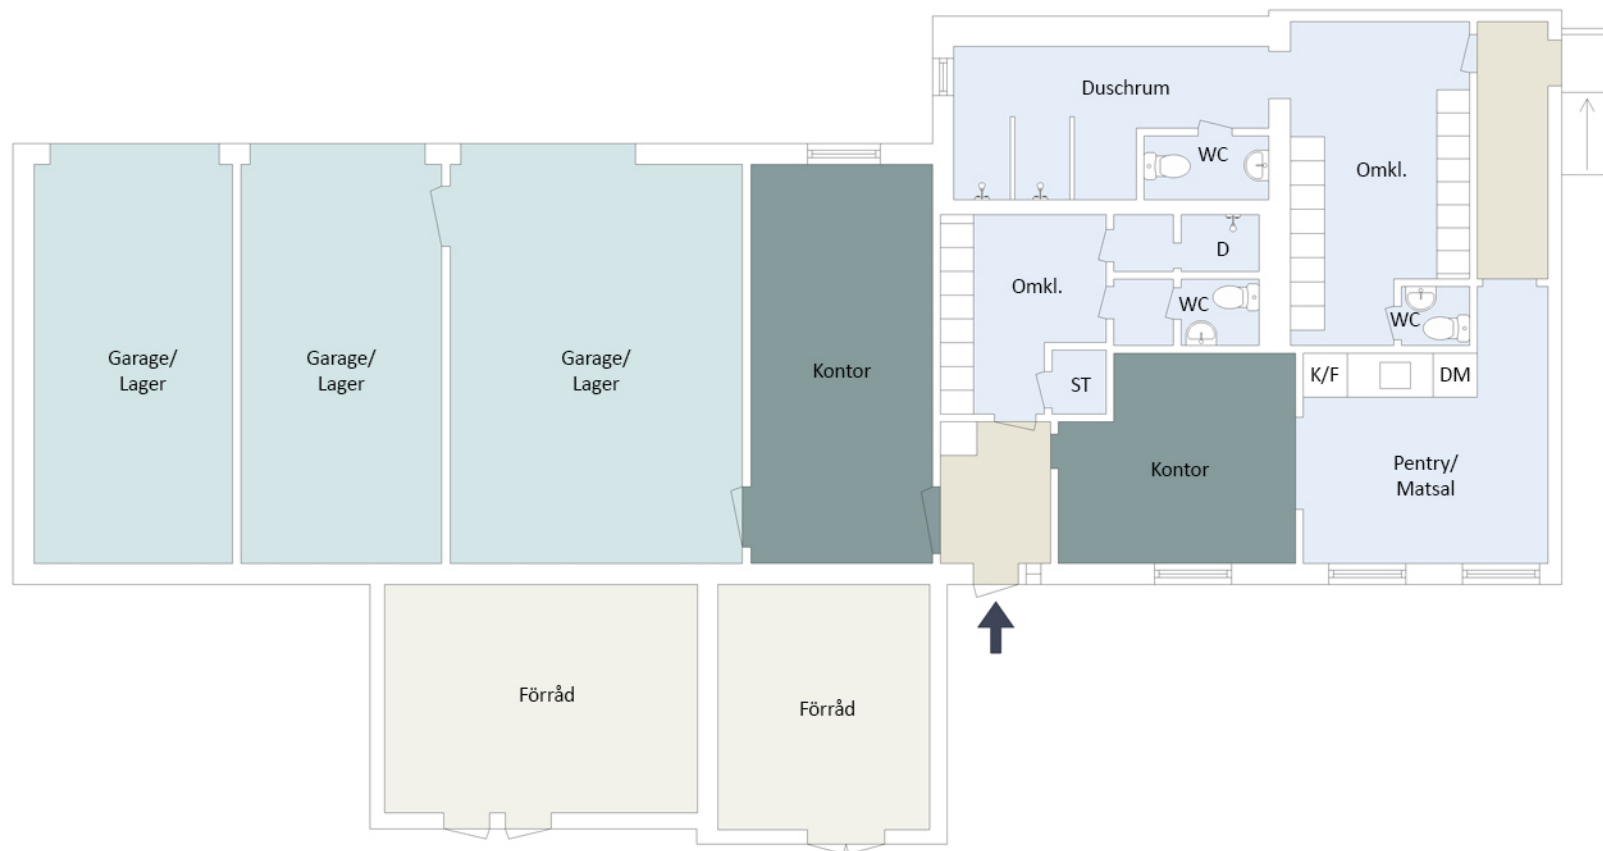 Duschrum
WC
Omkl.
D
Omkl.
WC
WC
Garage/
Lager
Garage/
Lager
Garage/
Lager
Kontor
ST
K/F
DM
Kontor
Pentry/
Matsal
Förråd
Förråd